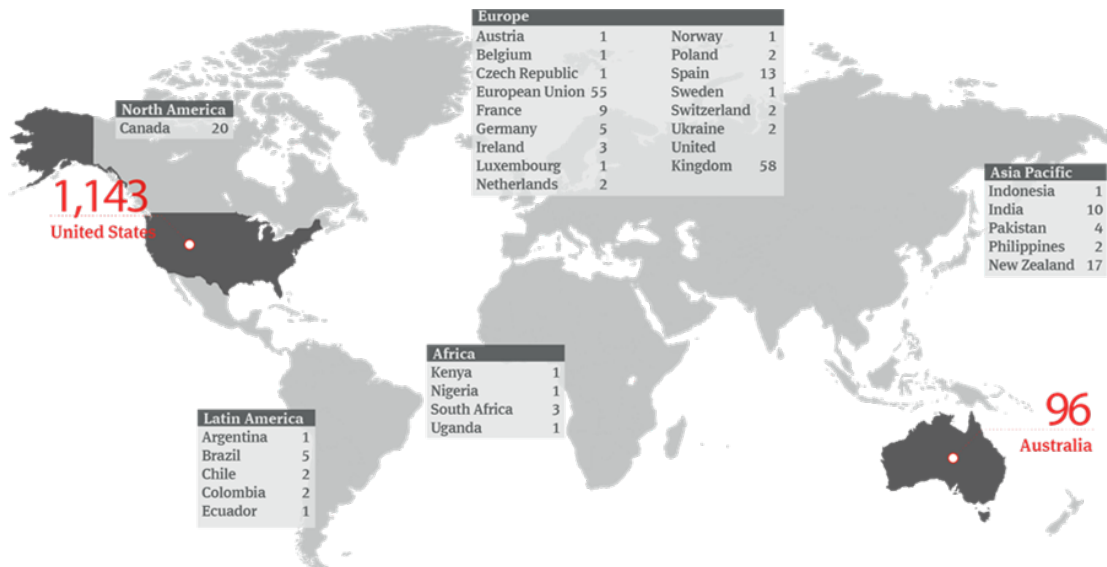 Europe
Austria 1
Belgium 1
Czech Republic 1
European Union 55
France 9
Germany 5
Ireland 3
Luxembourg 1
Netherlands 2
Norway 1
Poland 2
Spain 13
Sweden 1
Switzerland 2
Ukraine 2
United
Kingdom 58
North America
Canada 20
1,143
United States
Asia Pacific
Indonesia 1
India 10
Pakistan 4
Philippines 2
New Zealand 17
Africa
Kenya 1
Nigeria 1
South Africa 3
Uganda 1
Latin America
Argentina 1
Brazil 5
Chile 2
Colombia 2
Ecuador 1
96
Australia